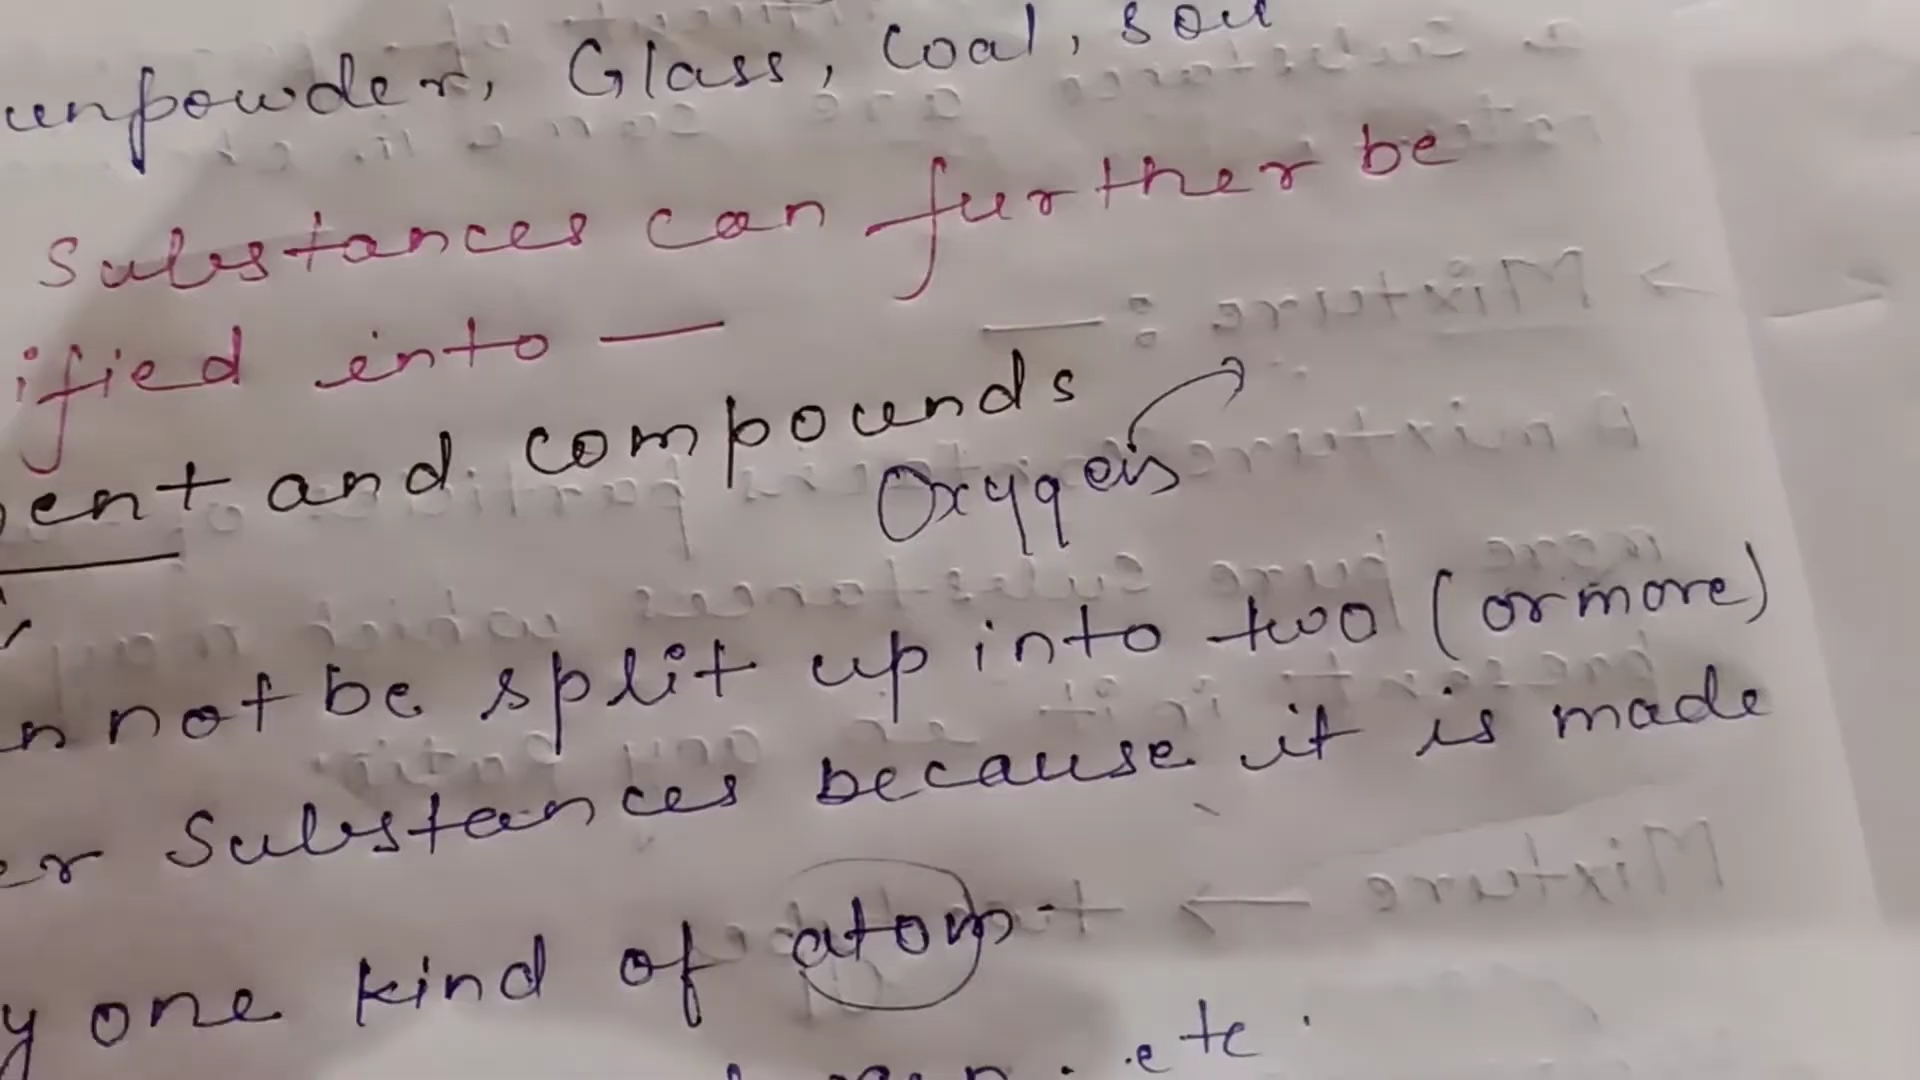 unpowder, Glass, Coal, soil
Substances can further be
ified into —
ent and compounds
Oxygen
n not be split up into two (or more)
er Substances because it is made
y one kind of atom.
etc.